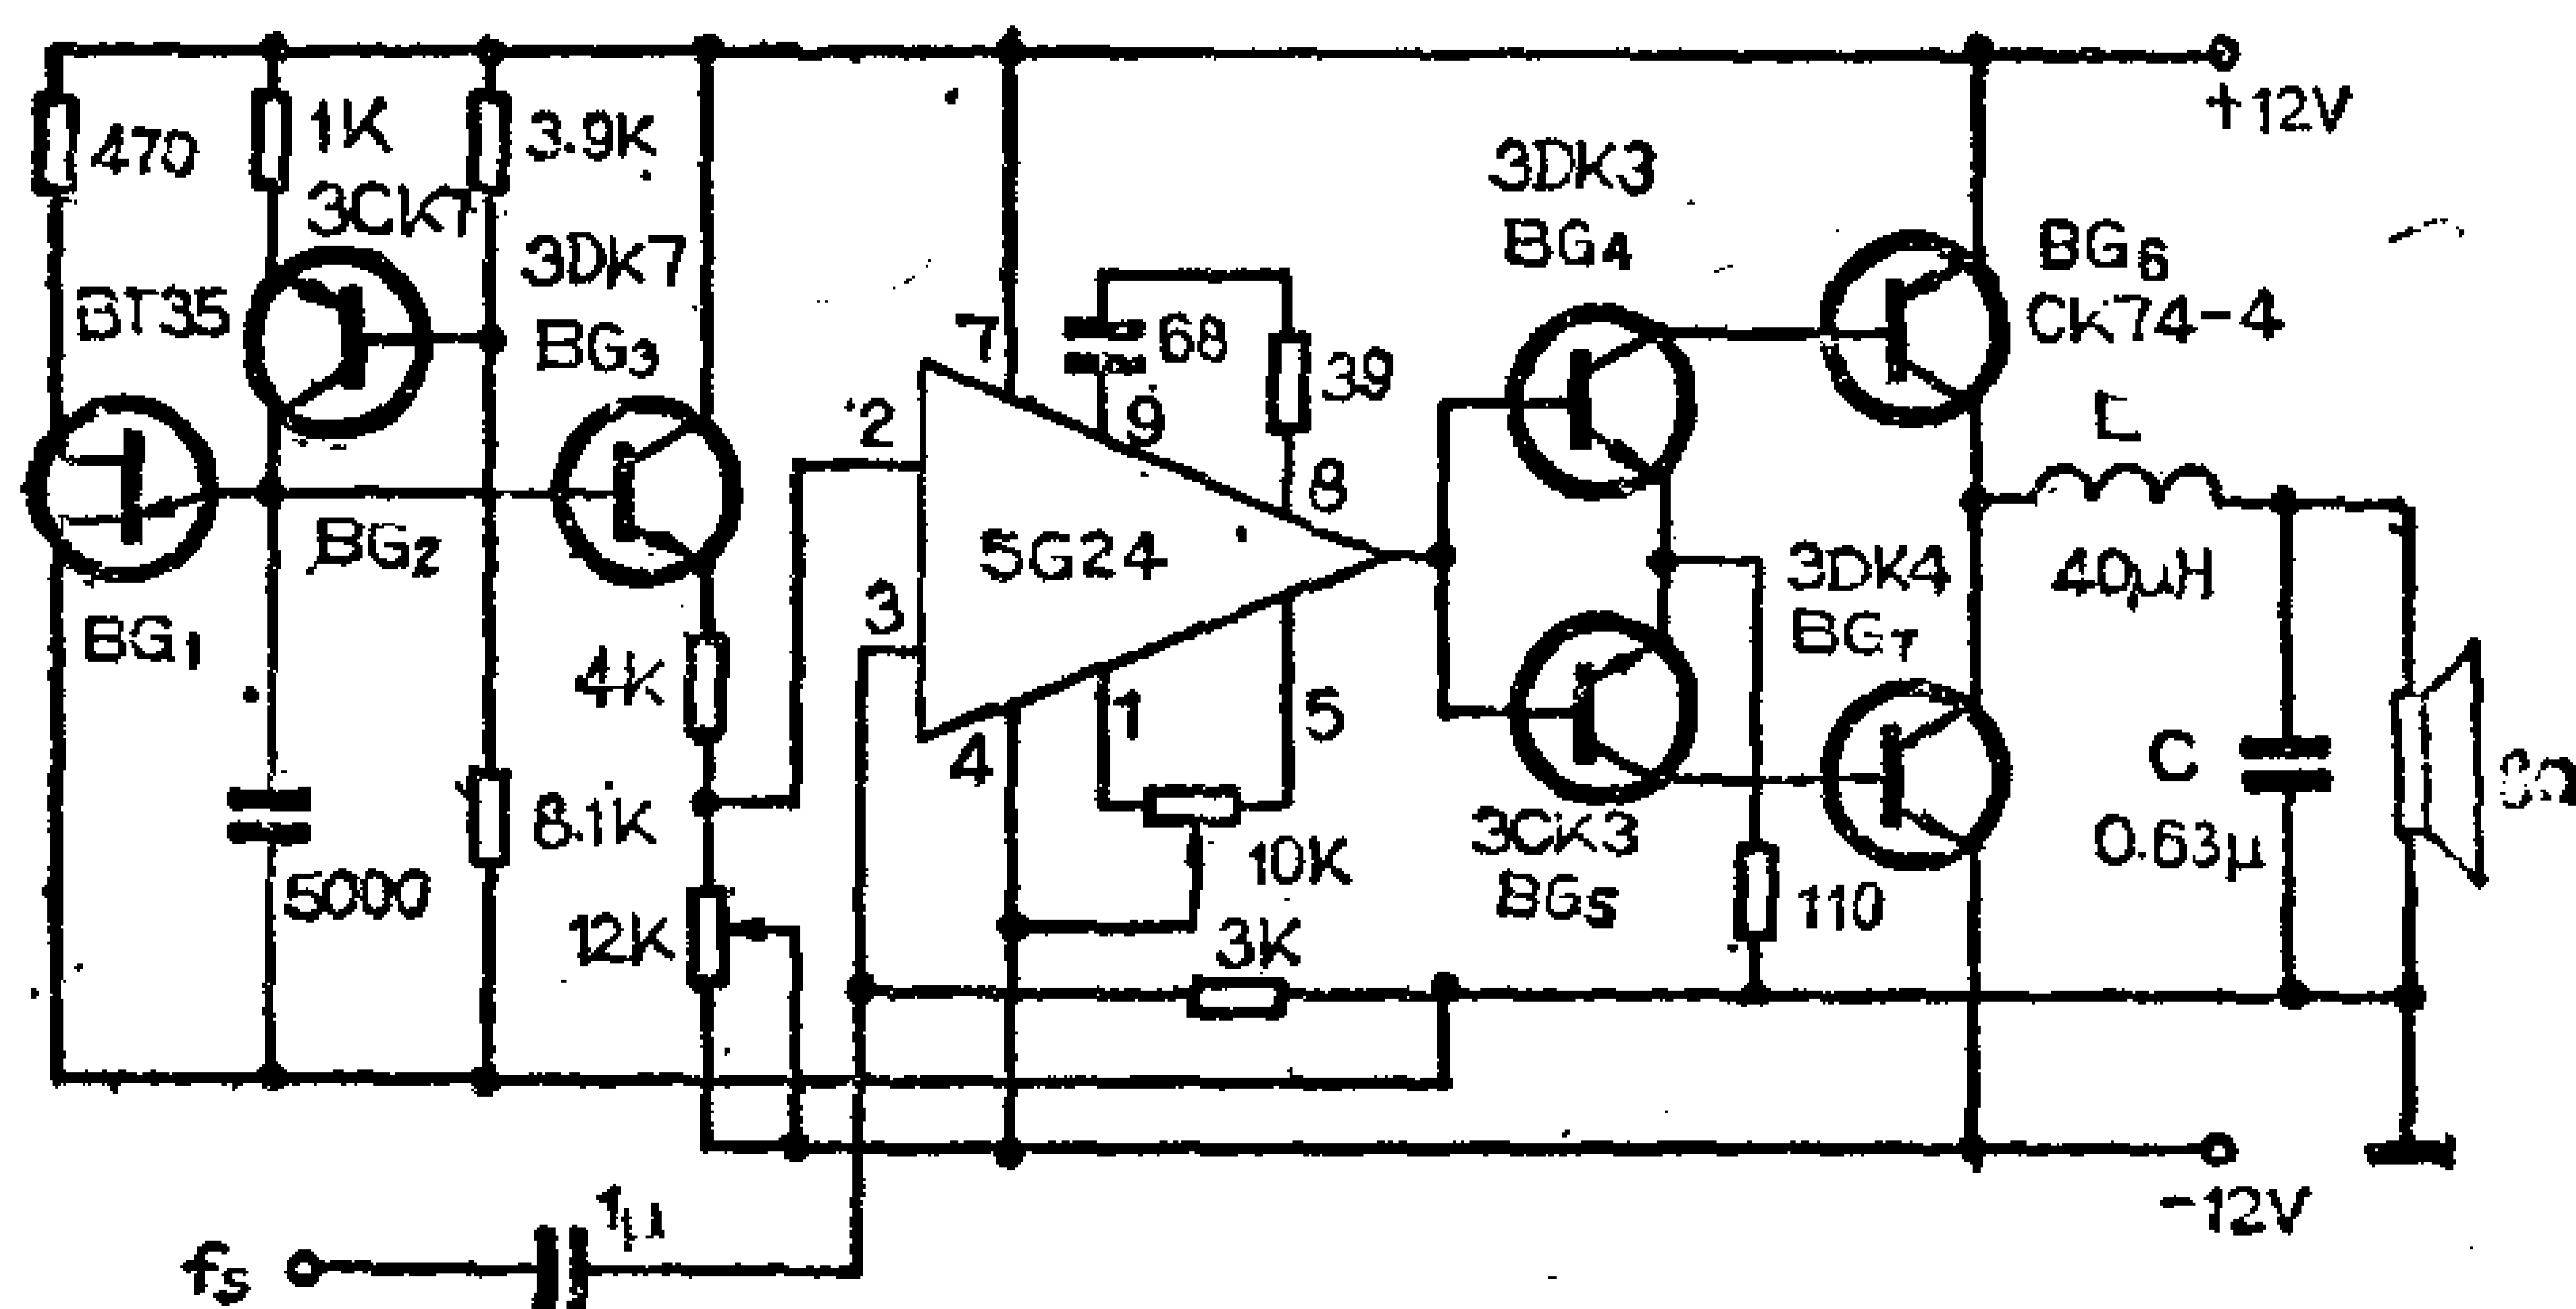 470
1K
3.9K
3CK7
3DK7
BG3
BT35
BG1
BG2
5000
8.1K
4K
12K
2
3
7
9
8
68
39
5G24
4
1
5
10K
3K
3DK3
BG4
3CK3
BG5
110
BG6
CK74-4
3DK4
BG7
L
40μH
C
0.63μ
+12V
-12V
1μ
fs